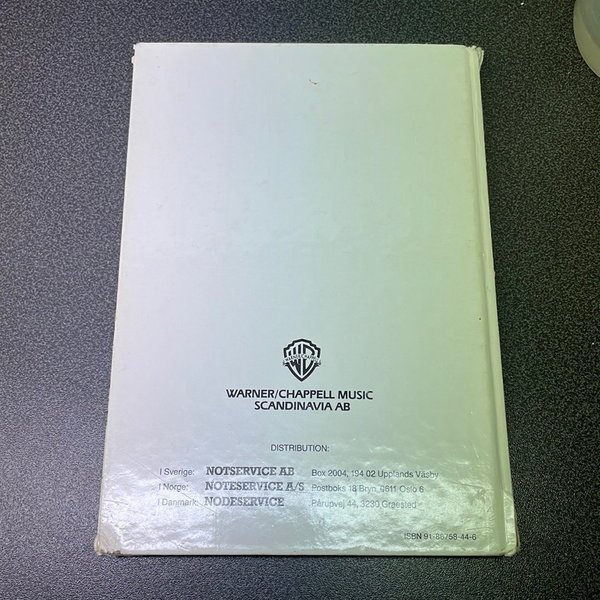 WARNER/CHAPPELL MUSIC
SCANDINAVIA AB
DISTRIBUTION:
I Sverige: NOTSERVICE AB Box 2004, 194 02 Upplands Väsby
I Norge: NOTESERVICE A/S Postboks 18 Bryn, 0611 Oslo 6
I Danmark: NODESERVICE Pårupvej 44, 3230 Græsted
ISBN 91-85758-44-6